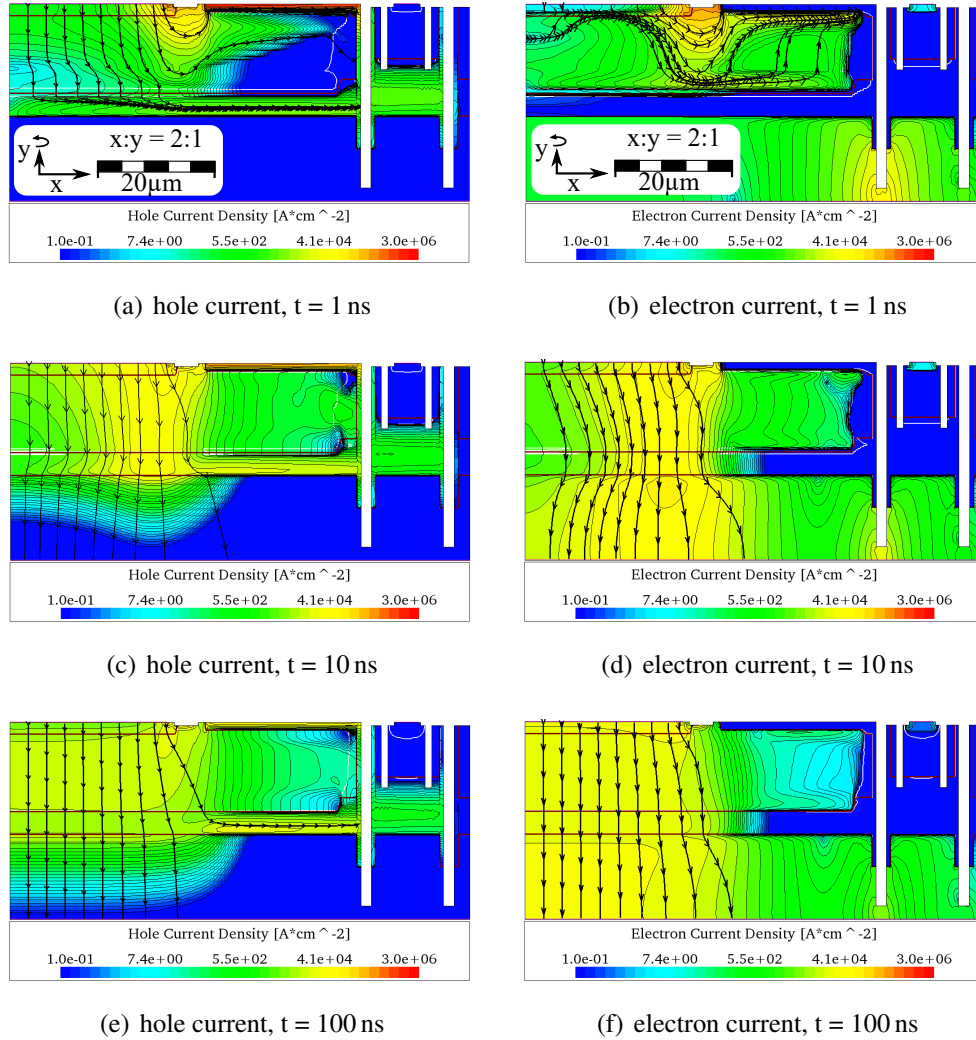 x:y = 2:1
y
x
20μm
Hole Current Density [A*cm^-2]
1.0e-01 7.4e+00 5.5e+02 4.1e+04 3.0e+06
(a) hole current, t = 1 ns
x:y = 2:1
y
x
20μm
Electron Current Density [A*cm^-2]
1.0e-01 7.4e+00 5.5e+02 4.1e+04 3.0e+06
(b) electron current, t = 1 ns
Hole Current Density [A*cm^-2]
1.0e-01 7.4e+00 5.5e+02 4.1e+04 3.0e+06
(c) hole current, t = 10 ns
Electron Current Density [A*cm^-2]
1.0e-01 7.4e+00 5.5e+02 4.1e+04 3.0e+06
(d) electron current, t = 10 ns
Hole Current Density [A*cm^-2]
1.0e-01 7.4e+00 5.5e+02 4.1e+04 3.0e+06
(e) hole current, t = 100 ns
Electron Current Density [A*cm^-2]
1.0e-01 7.4e+00 5.5e+02 4.1e+04 3.0e+06
(f) electron current, t = 100 ns